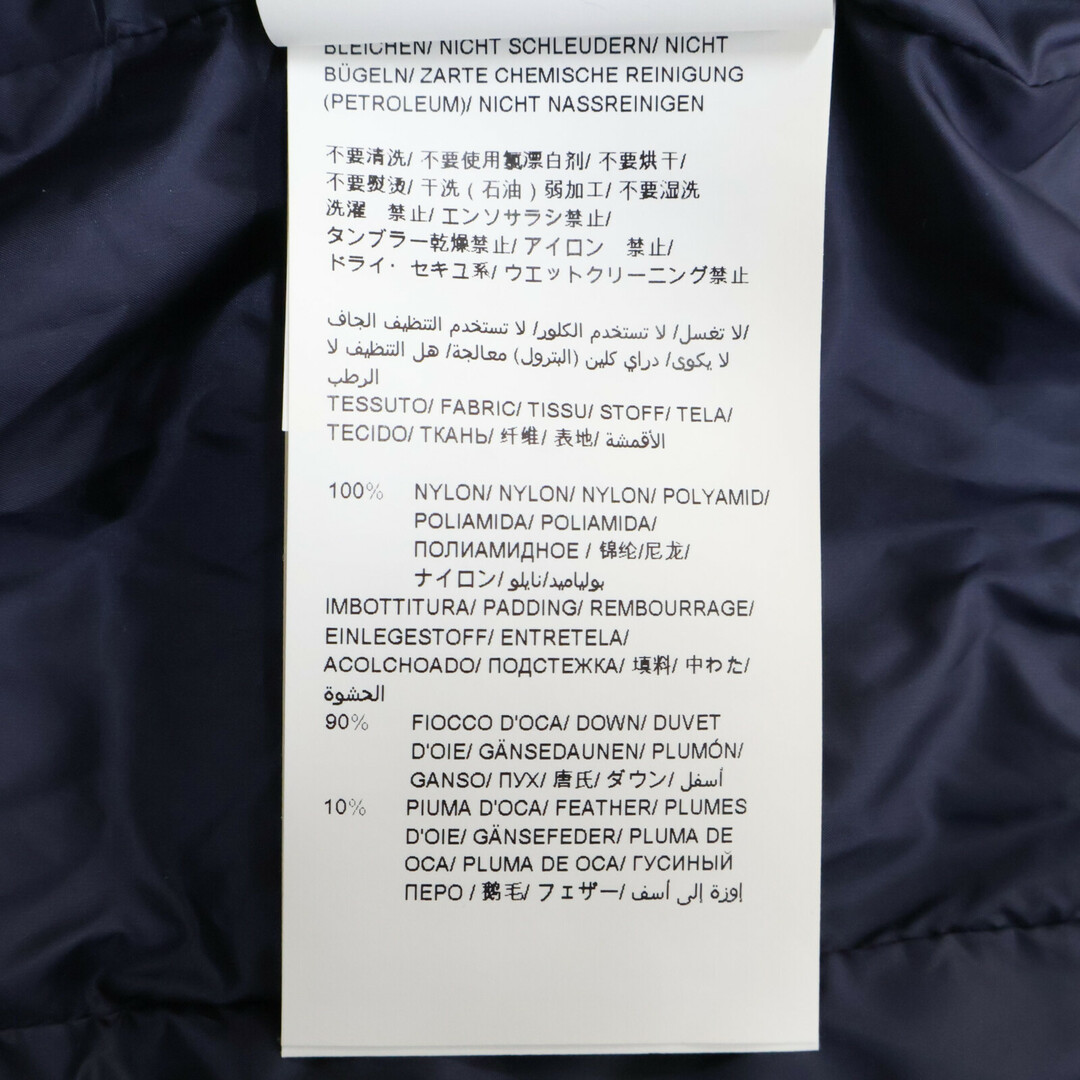 BLEICHEN/ NICHT SCHLEUDERN/ NICHT
BÜGELN/ ZARTE CHEMISCHE REINIGUNG
(PETROLEUM)/ NICHT NASSREINIGEN
不要清洗/ 不要使用氯漂白剂/ 不要烘干/
不要熨烫/ 干洗 ( 石油 ) 弱加工/ 不要湿洗
洗濯　禁止/ エンソサラシ禁止/
タンブラー乾燥禁止/ アイロン　禁止/
ドライ・ セキユ系/ ウエットクリーニング禁止
لا تغسل/ لا تستخدم الكلور/ لا تستخدم التنظيف الجاف/
لا يكوى/ دراي كلين (البترول) معالجة/ هل التنظيف لا
الرطب
TESSUTO/ FABRIC/ TISSU/ STOFF/ TELA/
TECIDO/ ТКАНЬ/ 纤维/ 表地/ الأقمشة
100% NYLON/ NYLON/ NYLON/ POLYAMID/
POLIAMIDA/ POLIAMIDA/
ПОЛИАМИДНОЕ / 锦纶/尼龙/
ナイロン/ بولياميد/نايلو
IMBOTTITURA/ PADDING/ REMBOURRAGE/
EINLEGESTOFF/ ENTRETELA/
ACOLCHOADO/ ПОДСТЕЖКА/ 填料/ 中わた/
الحشوة
90% FIOCCO D'OCA/ DOWN/ DUVET
D'OIE/ GÄNSEDAUNEN/ PLUMÓN/
GANSO/ ПУХ/ 唐氏/ ダウン/ أسفل
10% PIUMA D'OCA/ FEATHER/ PLUMES
D'OIE/ GÄNSEFEDER/ PLUMA DE
OCA/ PLUMA DE OCA/ ГУСИНЫЙ
ПЕРО / 鹅毛/ フェザー/ إوزة إلى أسف